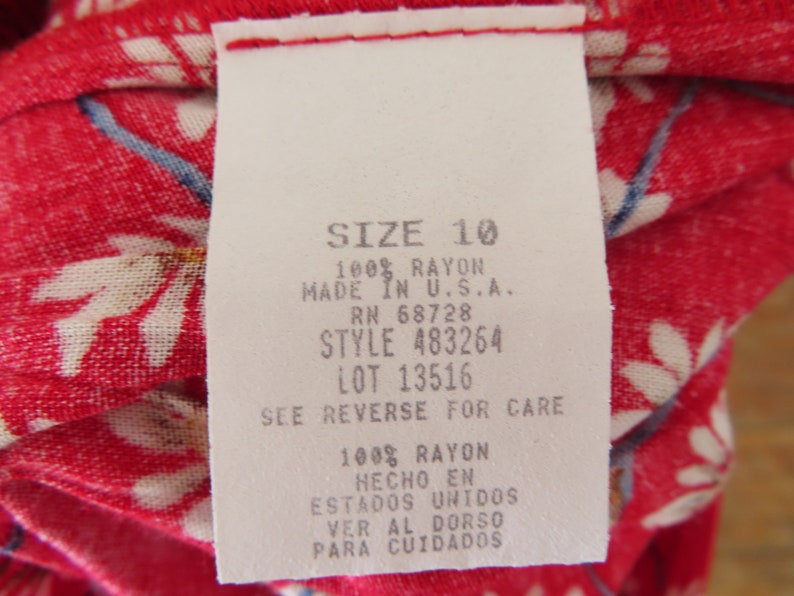 SIZE 10
100% RAYON
MADE IN U.S.A.
RN 68728
STYLE 483264
LOT 13516
SEE REVERSE FOR CARE
100% RAYON
HECHO EN
ESTADOS UNIDOS
VER AL DORSO
PARA CUIDADOS